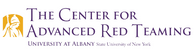 THE CENTER FOR
ADVANCED RED TEAMING
UNIVERSITY AT ALBANY State University of New York